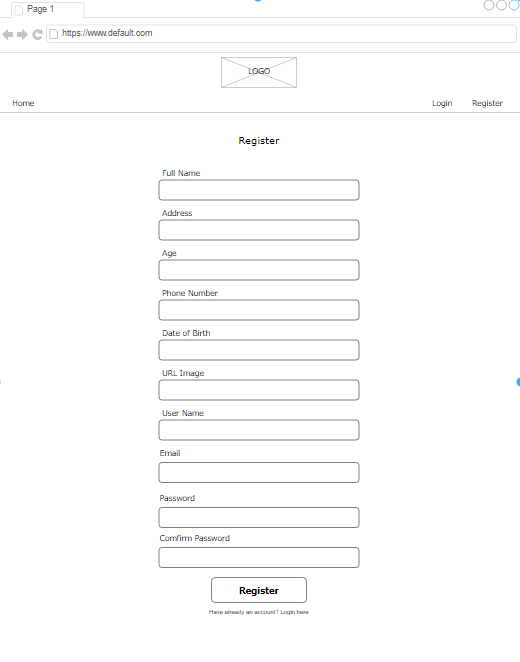 Page 1
https://www.default.com
LOGO
Home Login Register
Register
Full Name
Address
Age
Phone Number
Date of Birth
URL Image
User Name
Email
Password
Comfirm Password
Register
Have already an account? Login here